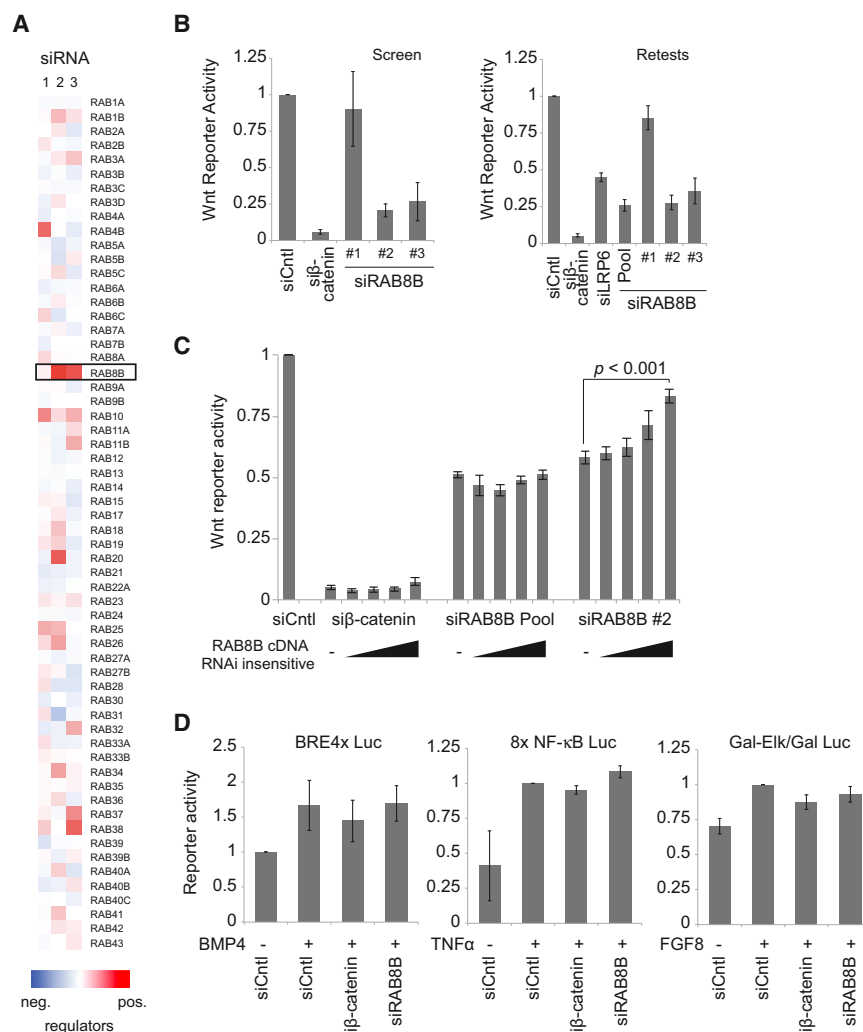 A
siRNA
1 2 3
RAB1A
RAB1B
RAB2A
RAB2B
RAB3A
RAB3B
RAB3C
RAB3D
RAB4A
RAB4B
RAB5A
RAB5B
RAB5C
RAB6A
RAB6B
RAB6C
RAB7A
RAB7B
RAB8A
RAB8B
RAB9A
RAB9B
RAB10
RAB11A
RAB11B
RAB12
RAB13
RAB14
RAB15
RAB17
RAB18
RAB19
RAB20
RAB21
RAB22A
RAB23
RAB24
RAB25
RAB26
RAB27A
RAB27B
RAB28
RAB30
RAB31
RAB32
RAB33A
RAB33B
RAB34
RAB35
RAB36
RAB37
RAB38
RAB39
RAB39B
RAB40A
RAB40B
RAB40C
RAB41
RAB42
RAB43
neg. pos.
regulators
B
Screen
Wnt Reporter Activity
1.25
1
0.75
0.5
0.25
0
siCntl
siβ-
catenin
#1 #2 #3
siRAB8B
Retests
Wnt Reporter Activity
1.25
1
0.75
0.5
0.25
0
siCntl
siβ-
catenin
siLRP6
Pool
#1 #2 #3
siRAB8B
C
Wnt reporter activity
1
0.75
0.5
0.25
0
p < 0.001
siCntl siβ-catenin siRAB8B Pool siRAB8B #2
RAB8B cDNA
RNAi insensitive
- - -
D
BRE4x Luc
Reporter activity
2.5
2
1.5
1
0.5
0
BMP4 - + + +
siCntl
siCntl
siβ-catenin
siRAB8B
8x NF-κB Luc
1.25
1
0.75
0.5
0.25
0
TNFα - + + +
siCntl
siCntl
siβ-catenin
siRAB8B
Gal-Elk/Gal Luc
1.25
1
0.75
0.5
0.25
0
FGF8 - + + +
siCntl
siCntl
siβ-catenin
siRAB8B